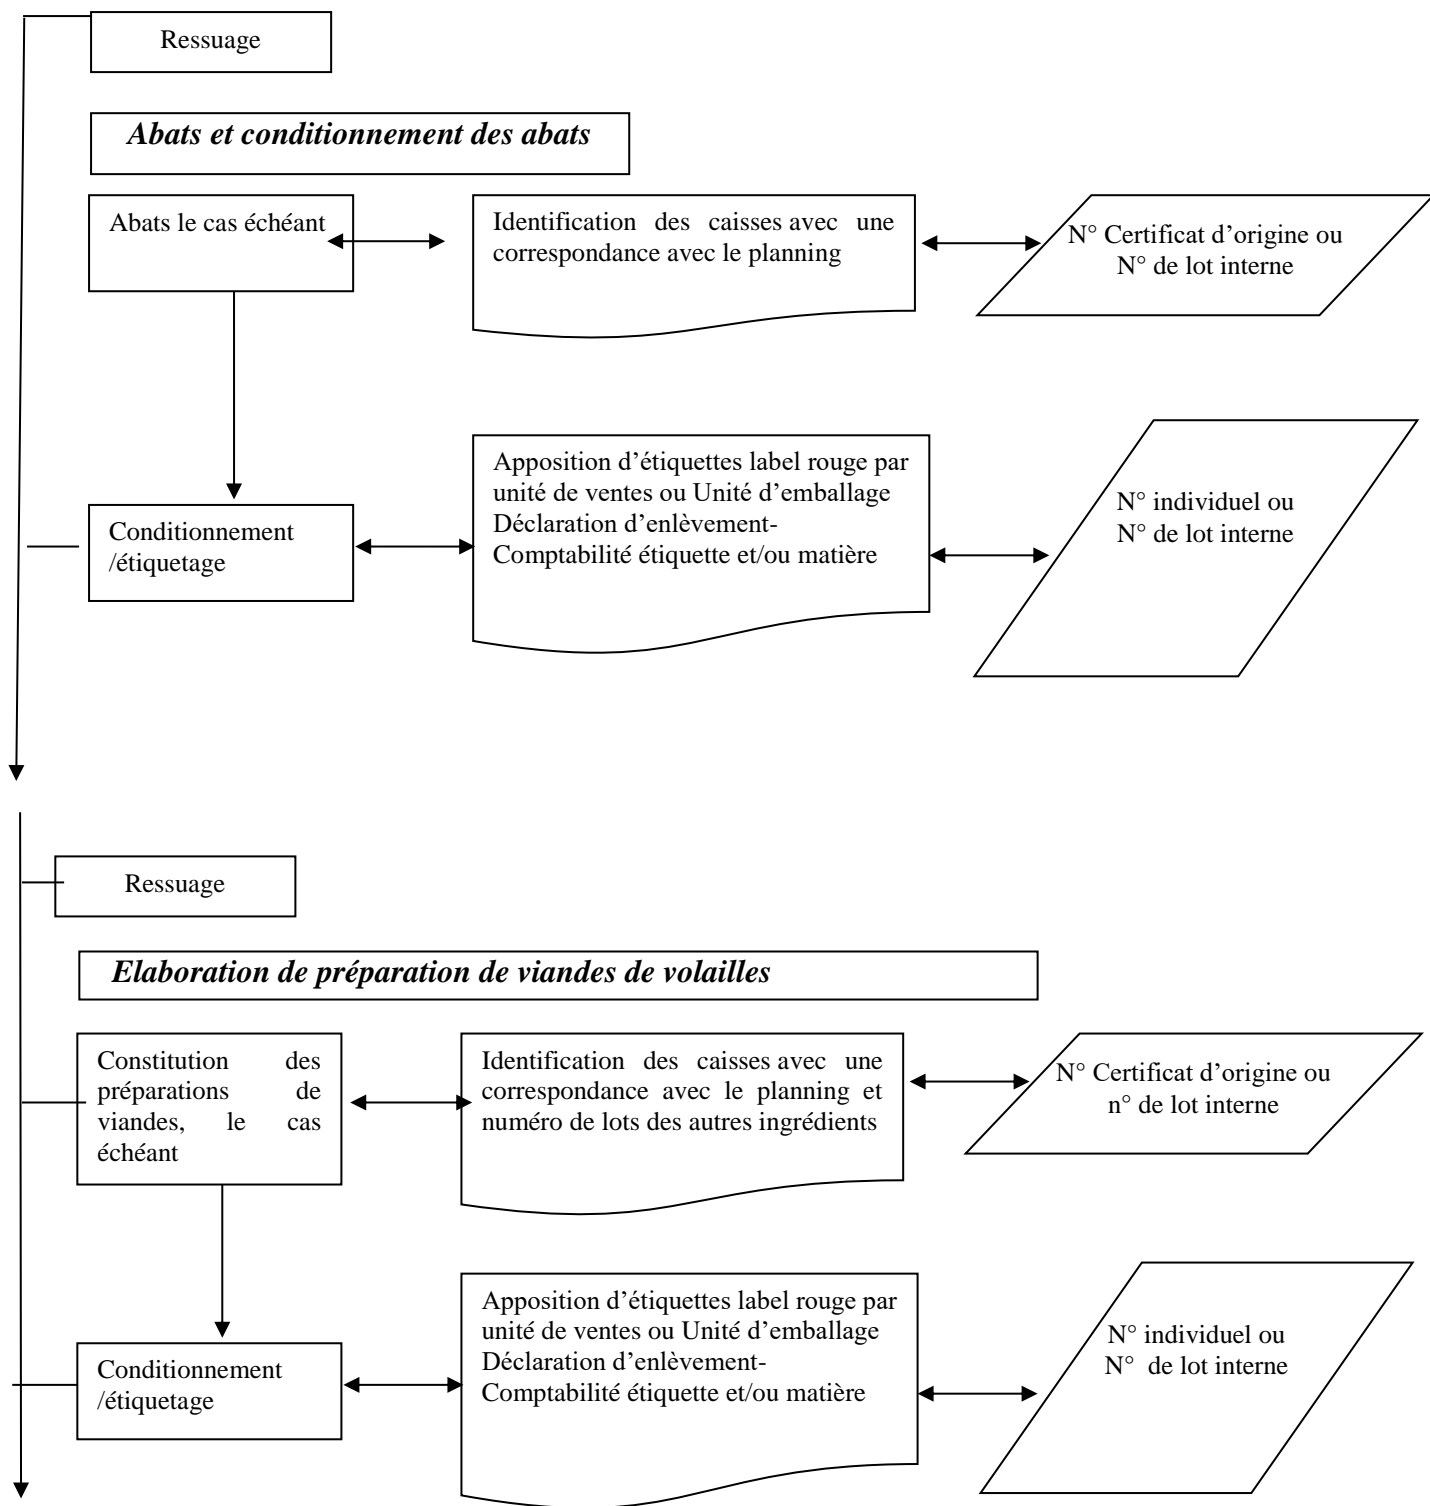 Ressuage
Abats et conditionnement des abats
Abats le cas échéant
Identification des caisses avec une
correspondance avec le planning
N° Certificat d'origine ou
N° de lot interne
Conditionnement
/étiquetage
Apposition d'étiquettes label rouge par
unité de ventes ou Unité d'emballage
Déclaration d'enlèvement-
Comptabilité étiquette et/ou matière
N° individuel ou
N° de lot interne
Ressuage
Elaboration de préparation de viandes de volailles
Constitution des
préparations de
viandes, le cas
échéant
Identification des caisses avec une
correspondance avec le planning et
numéro de lots des autres ingrédients
N° Certificat d'origine ou
n° de lot interne
Conditionnement
/étiquetage
Apposition d'étiquettes label rouge par
unité de ventes ou Unité d'emballage
Déclaration d'enlèvement-
Comptabilité étiquette et/ou matière
N° individuel ou
N° de lot interne